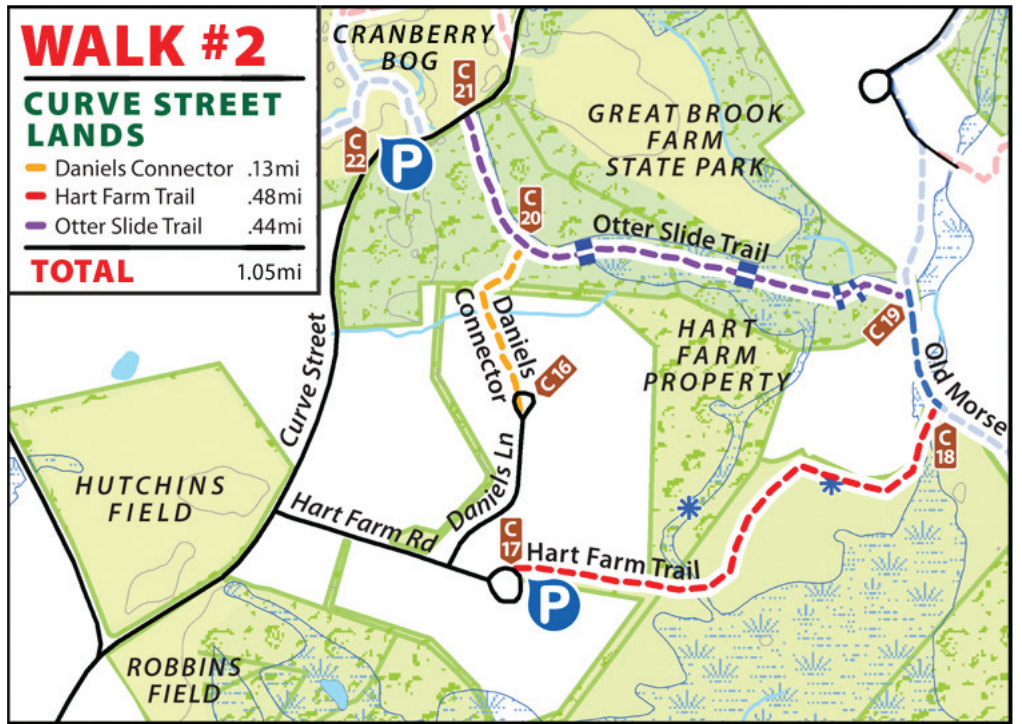 WALK #2
CURVE STREET
LANDS
Daniels Connector .13mi
Hart Farm Trail .48mi
Otter Slide Trail .44mi
TOTAL 1.05mi
CRANBERRY
BOG
C
21
C
22
P
GREAT BROOK
FARM
STATE PARK
C
20
Otter Slide Trail
Daniels
Connector
C 19
HART
FARM
PROPERTY
C 16
Old Morse
Curve Street
C
18
HUTCHINS
FIELD
Daniels Ln
Hart Farm Rd
C
17
Hart Farm Trail
P
ROBBINS
FIELD